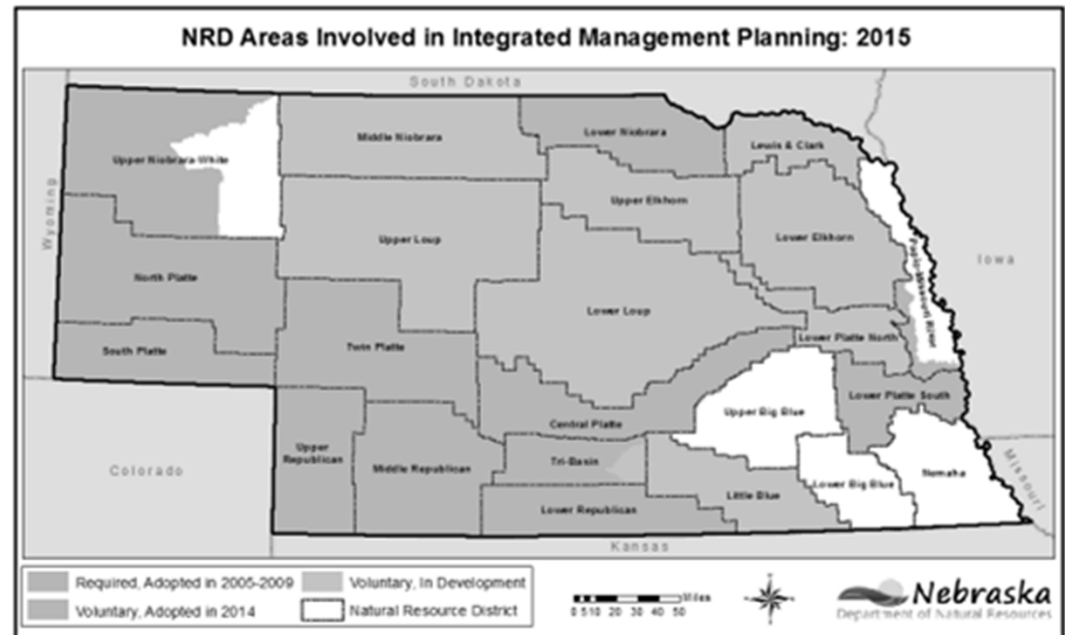 NRD Areas Involved in Integrated Management Planning: 2015
South Dakota
Wyoming
Upper Niobrara-White
Middle Niobrara
Lower Niobrara
Lewis & Clark
Upper Elkhorn
Lower Elkhorn
Upper Loup
Iowa
North Platte
Papio-Missouri River
Lower Loup
South Platte
Twin Platte
Lower Platte North
Lower Platte South
Upper Big Blue
Central Platte
Colorado
Upper
Republican
Middle Republican
Tri-Basin
Lower Big Blue
Nemaha
Missouri
Little Blue
Lower Republican
Kansas
Required, Adopted in 2005-2009
Voluntary, In Development
Voluntary, Adopted in 2014
Natural Resource District
Miles
0 5 10 20 30 40 50
Nebraska
Department of Natural Resources